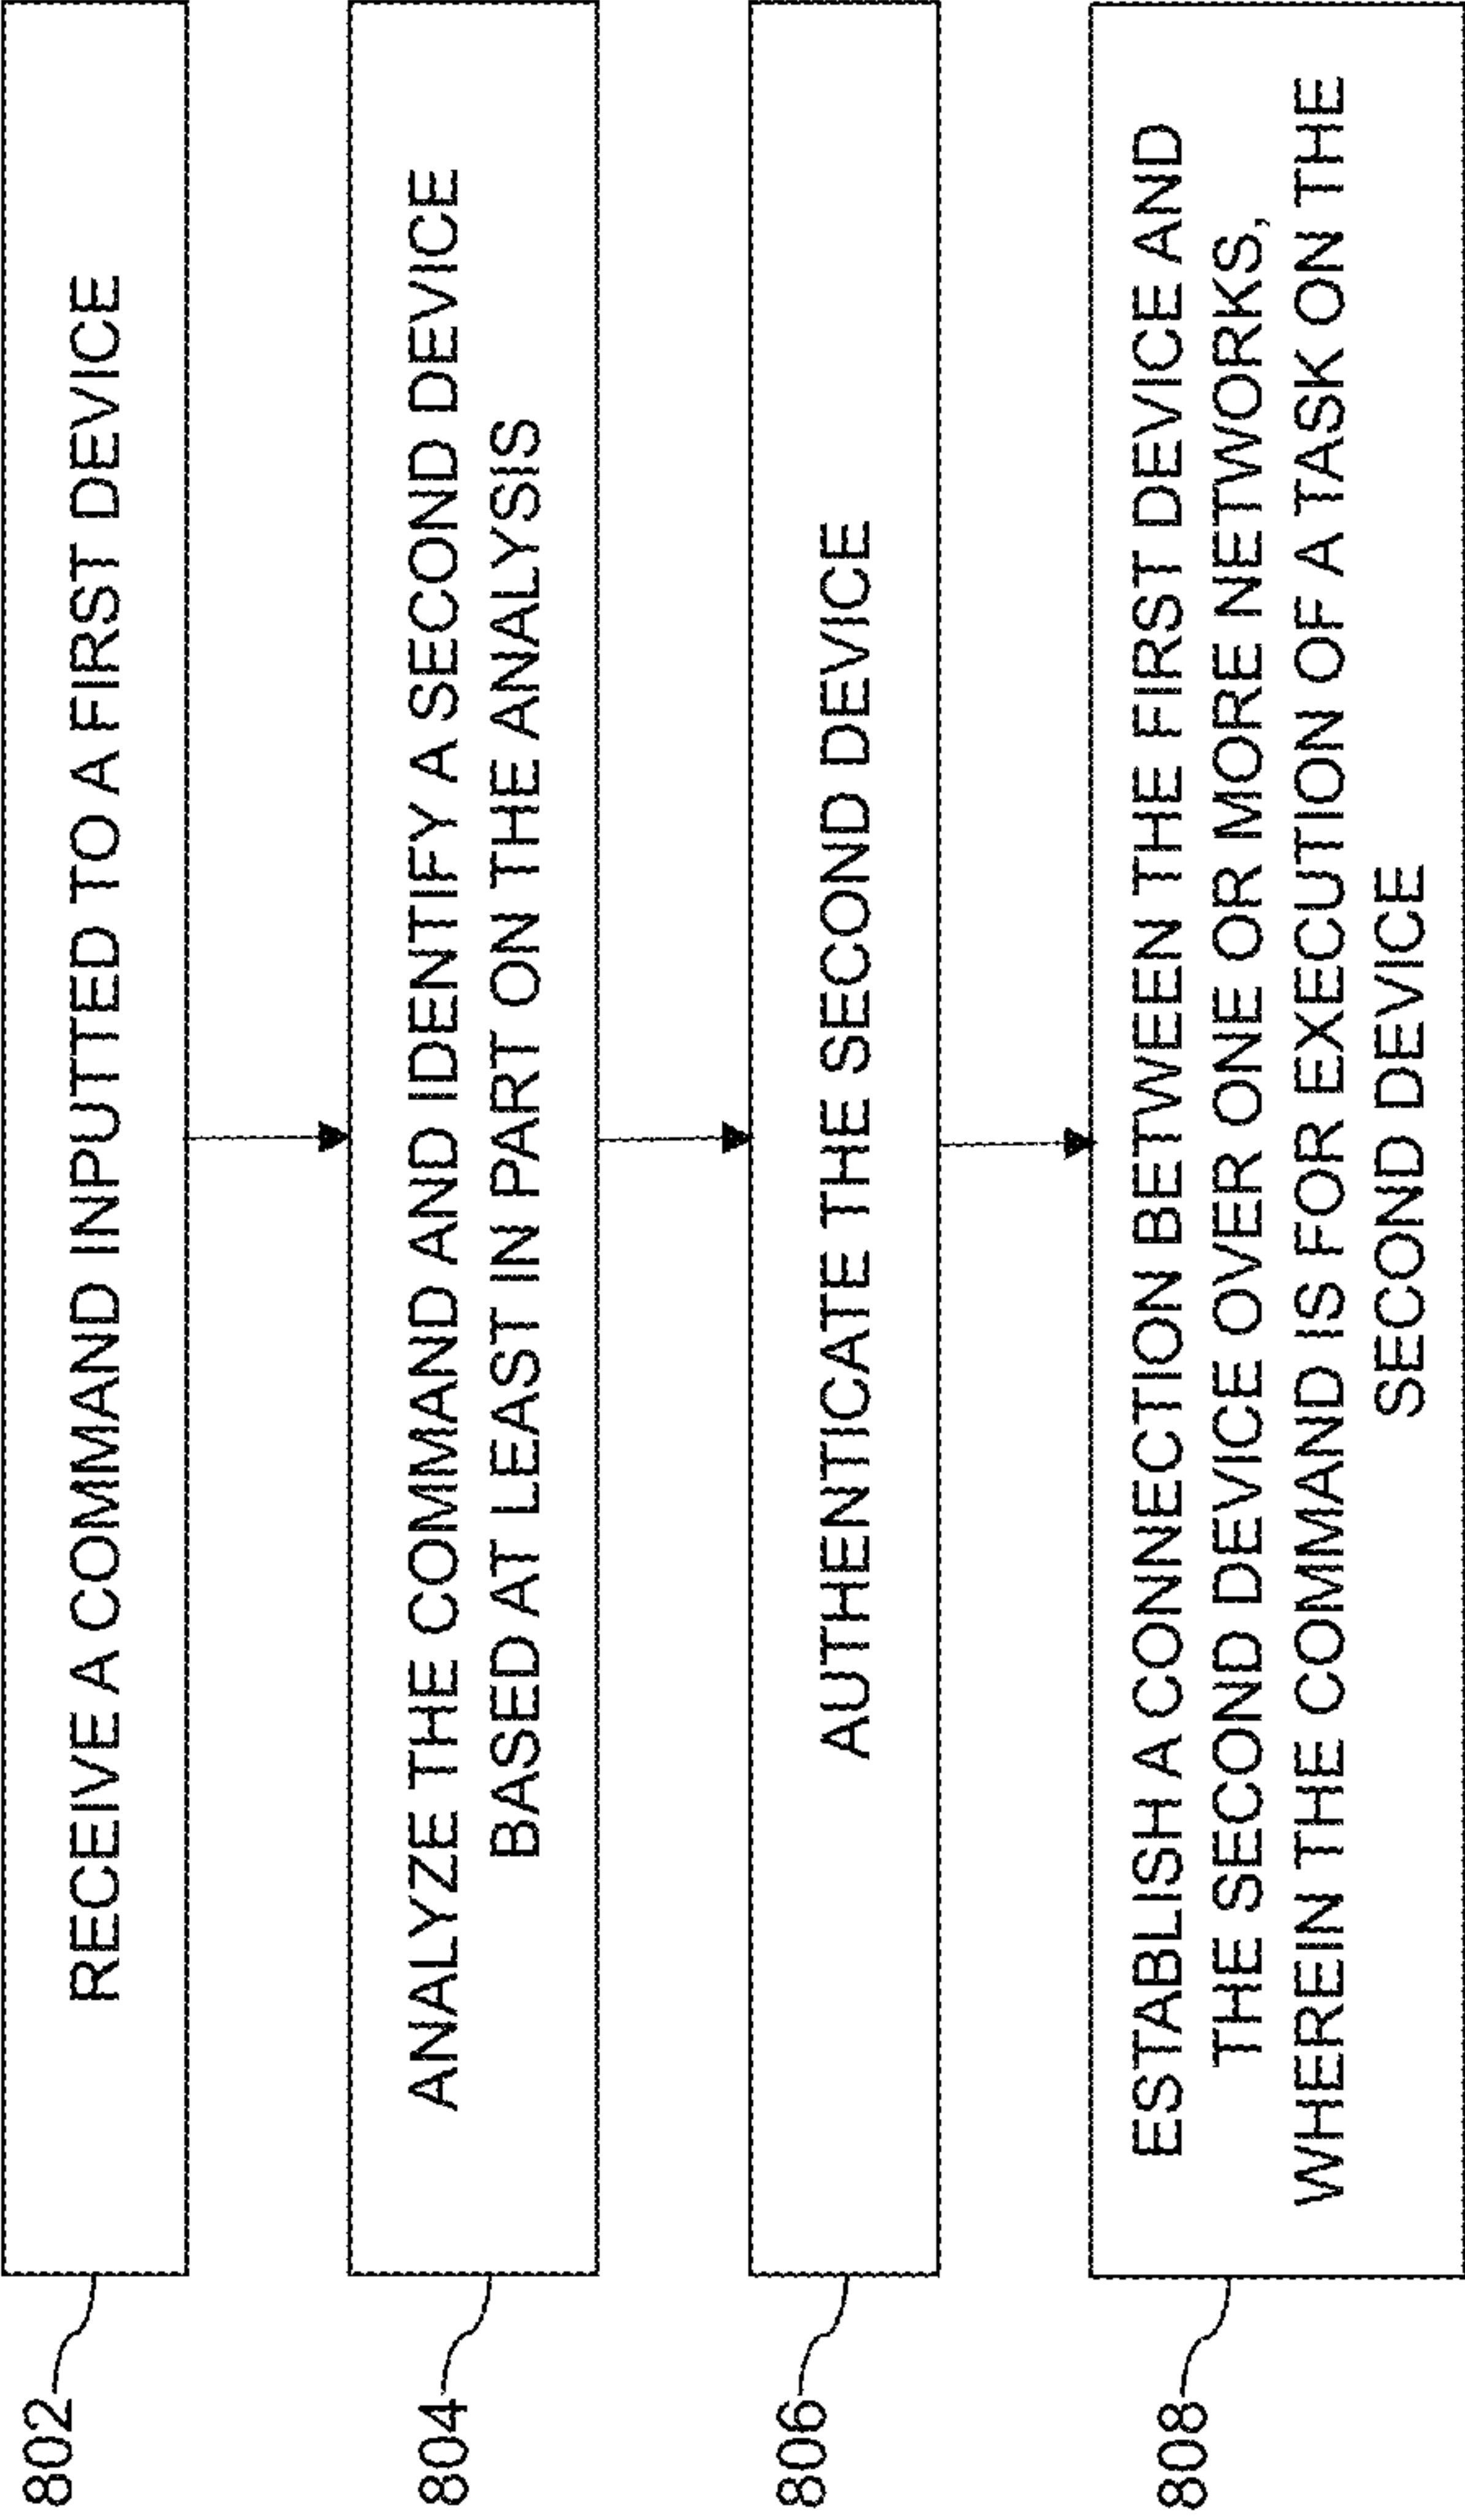 802
RECEIVE A COMMAND INPUTTED TO A FIRST DEVICE
804
ANALYZE THE COMMAND AND IDENTIFY A SECOND DEVICE
BASED AT LEAST IN PART ON THE ANALYSIS
806
AUTHENTICATE THE SECOND DEVICE
808
ESTABLISH A CONNECTION BETWEEN THE FIRST DEVICE AND
THE SECOND DEVICE OVER ONE OR MORE NETWORKS,
WHEREIN THE COMMAND IS FOR EXECUTION OF A TASK ON THE
SECOND DEVICE